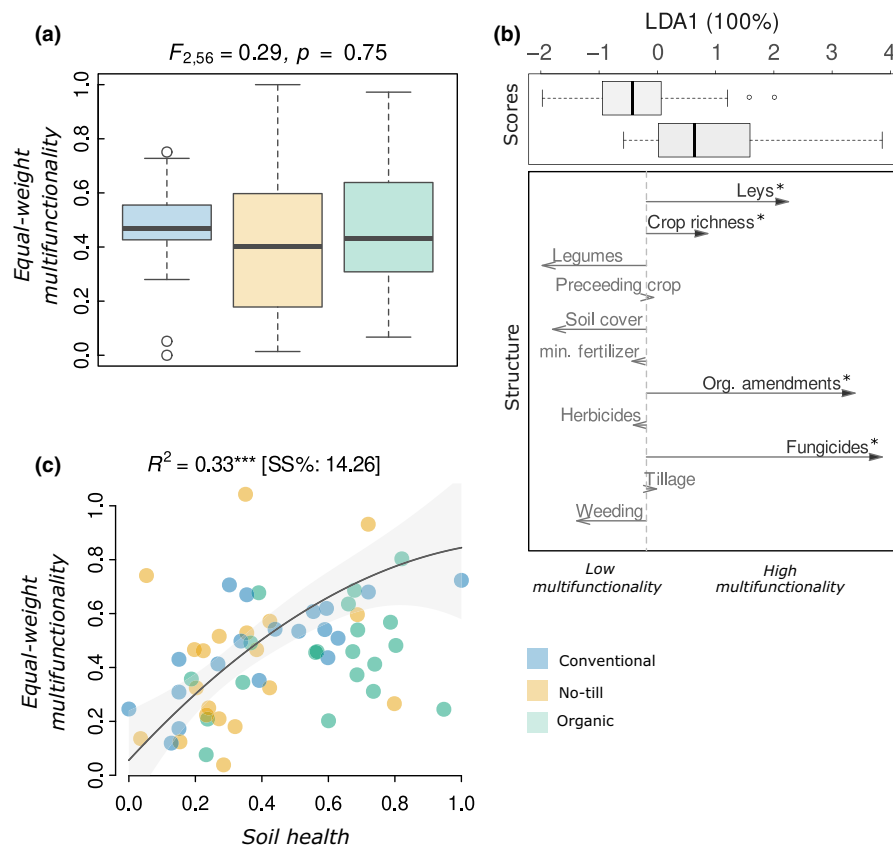 (a)
F2,56 = 0.29, p = 0.75
Equal-weight
multifunctionality
1.0
0.8
0.6
0.4
0.2
0.0
(b)
LDA1 (100%)
−2 −1 0 1 2 3 4
Scores
Structure
Leys*
Crop richness*
Legumes
Preceeding crop
Soil cover
min. fertilizer
Org. amendments*
Herbicides
Fungicides*
Tillage
Weeding
Low
multifunctionality
High
multifunctionality
(c)
R2 = 0.33*** [SS%: 14.26]
Equal-weight
multifunctionality
1.0
0.8
0.6
0.4
0.2
0.0
0.0 0.2 0.4 0.6 0.8 1.0
Soil health
Conventional
No-till
Organic